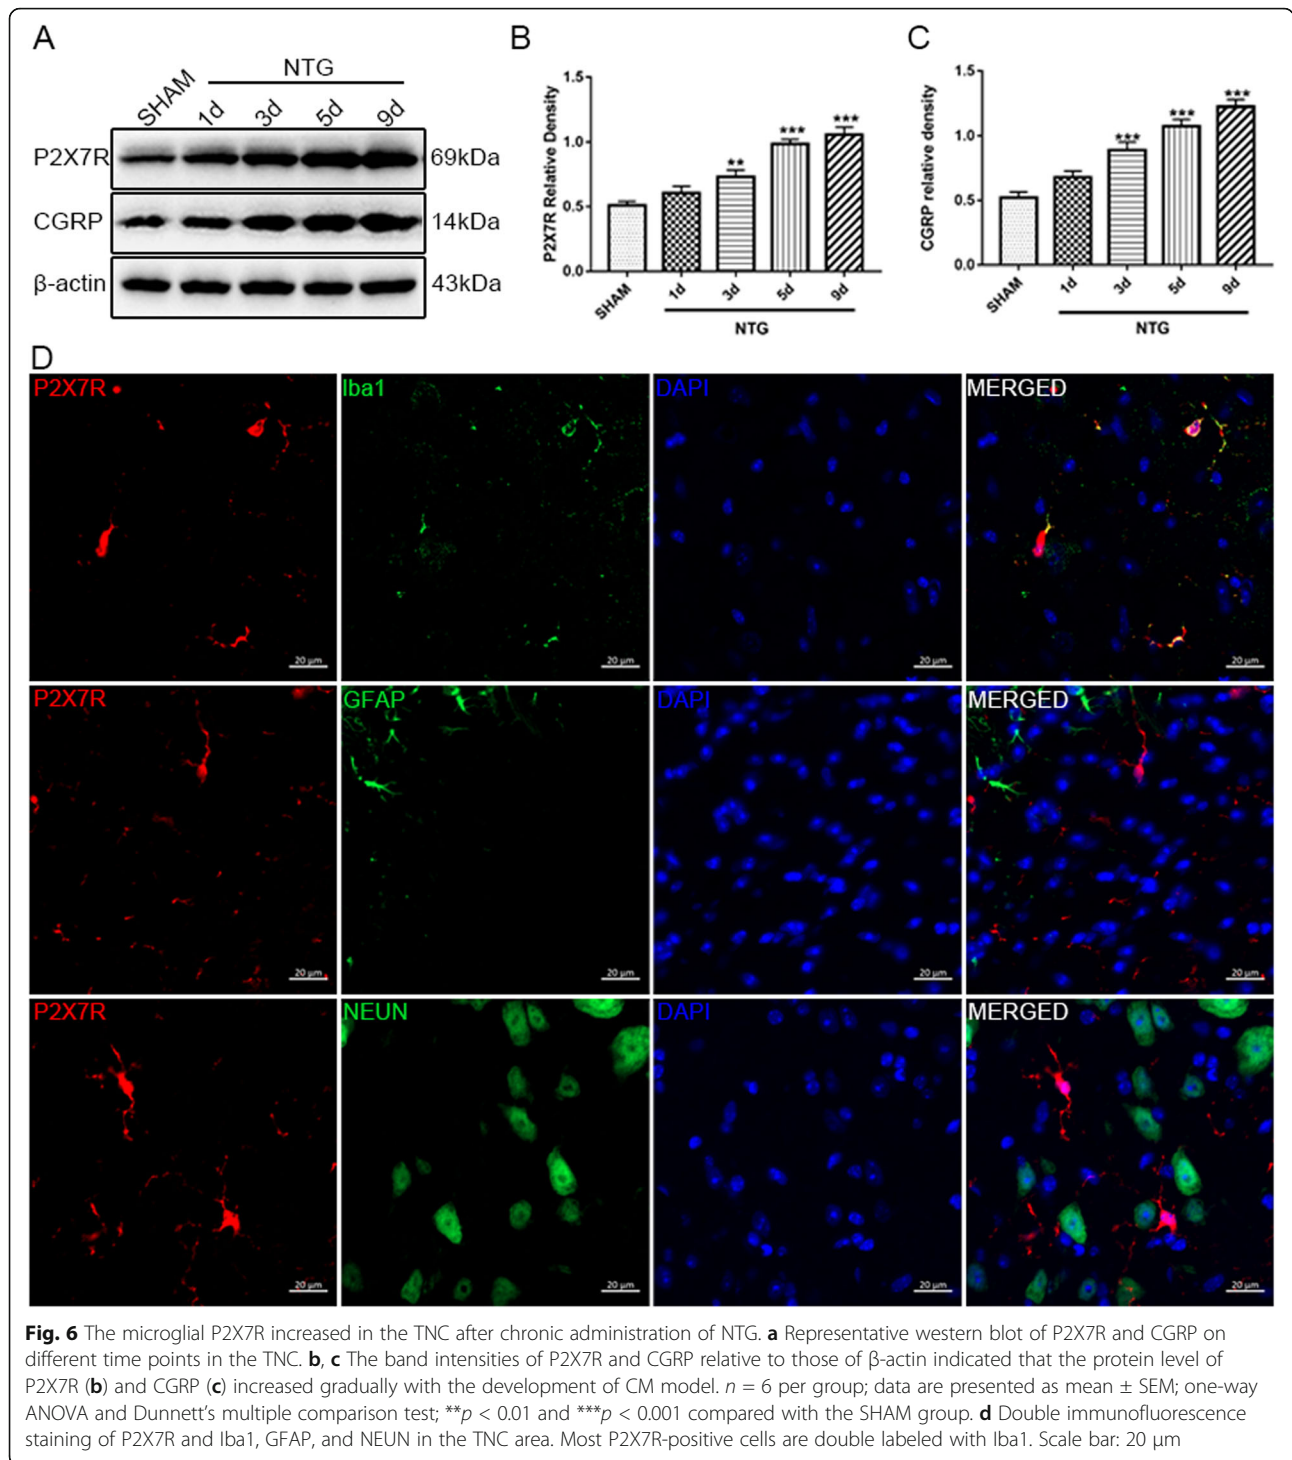 A
NTG
SHAM 1d 3d 5d 9d
P2X7R 69kDa
CGRP 14kDa
β-actin 43kDa
B
P2X7R Relative Density
1.5
1.0
0.5
0.0
** *** ***
SHAM 1d 3d 5d 9d
NTG
C
CGRP relative density
1.5
1.0
0.5
0.0
*** *** ***
SHAM 1d 3d 5d 9d
NTG
D
P2X7R Iba1 DAPI MERGED
20 µm 20 µm 20 µm 20 µm
P2X7R GFAP DAPI MERGED
20 µm 20 µm 20 µm 20 µm
P2X7R NEUN DAPI MERGED
20 µm 20 µm 20 µm 20 µm
Fig. 6 The microglial P2X7R increased in the TNC after chronic administration of NTG. a Representative western blot of P2X7R and CGRP on
different time points in the TNC. b, c The band intensities of P2X7R and CGRP relative to those of β-actin indicated that the protein level of
P2X7R (b) and CGRP (c) increased gradually with the development of CM model. n = 6 per group; data are presented as mean ± SEM; one-way
ANOVA and Dunnett’s multiple comparison test; **p < 0.01 and ***p < 0.001 compared with the SHAM group. d Double immunofluorescence
staining of P2X7R and Iba1, GFAP, and NEUN in the TNC area. Most P2X7R-positive cells are double labeled with Iba1. Scale bar: 20 μm